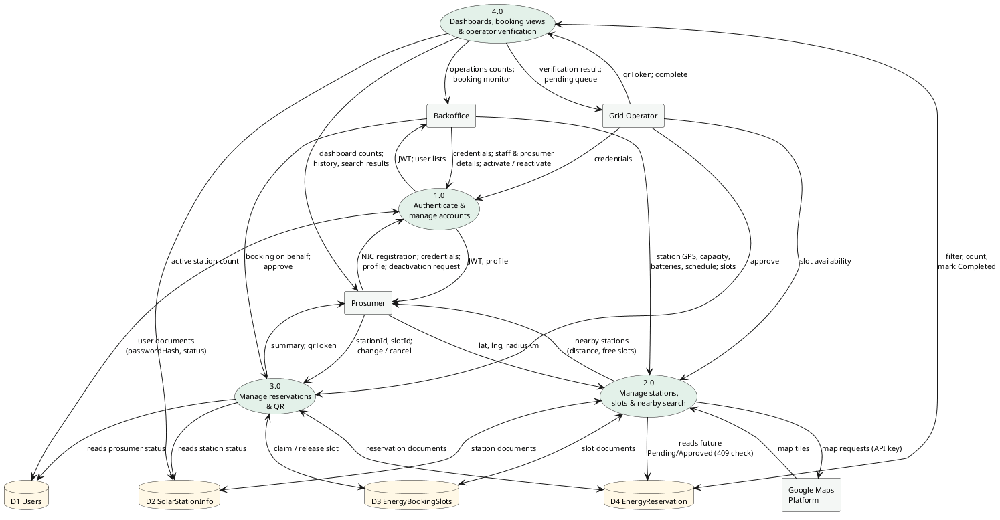 4.0
Dashboards, booking views
& operator verification
operations counts;
booking monitor
verification result;
pending queue
qrToken; complete
Backoffice
Grid Operator
dashboard counts;
history, search results
JWT; user lists
credentials; staff & prosumer
details; activate / reactivate
credentials
1.0
Authenticate &
manage accounts
active station count
booking on behalf;
approve
NIC registration; credentials;
profile; deactivation request
JWT; profile
station GPS, capacity,
batteries, schedule; slots
approve
slot availability
filter, count,
mark Completed
Prosumer
user documents
(passwordHash, status)
summary; qrToken
stationId, slotId;
change / cancel
lat, lng, radiusKm
nearby stations
(distance, free slots)
3.0
Manage reservations
& QR
2.0
Manage stations,
slots & nearby search
reads prosumer status
reads station status
claim / release slot
reservation documents
station documents
slot documents
reads future
Pending/Approved (409 check)
map tiles
map requests (API key)
D1 Users
D2 SolarStationInfo
D3 EnergyBookingSlots
D4 EnergyReservation
Google Maps
Platform